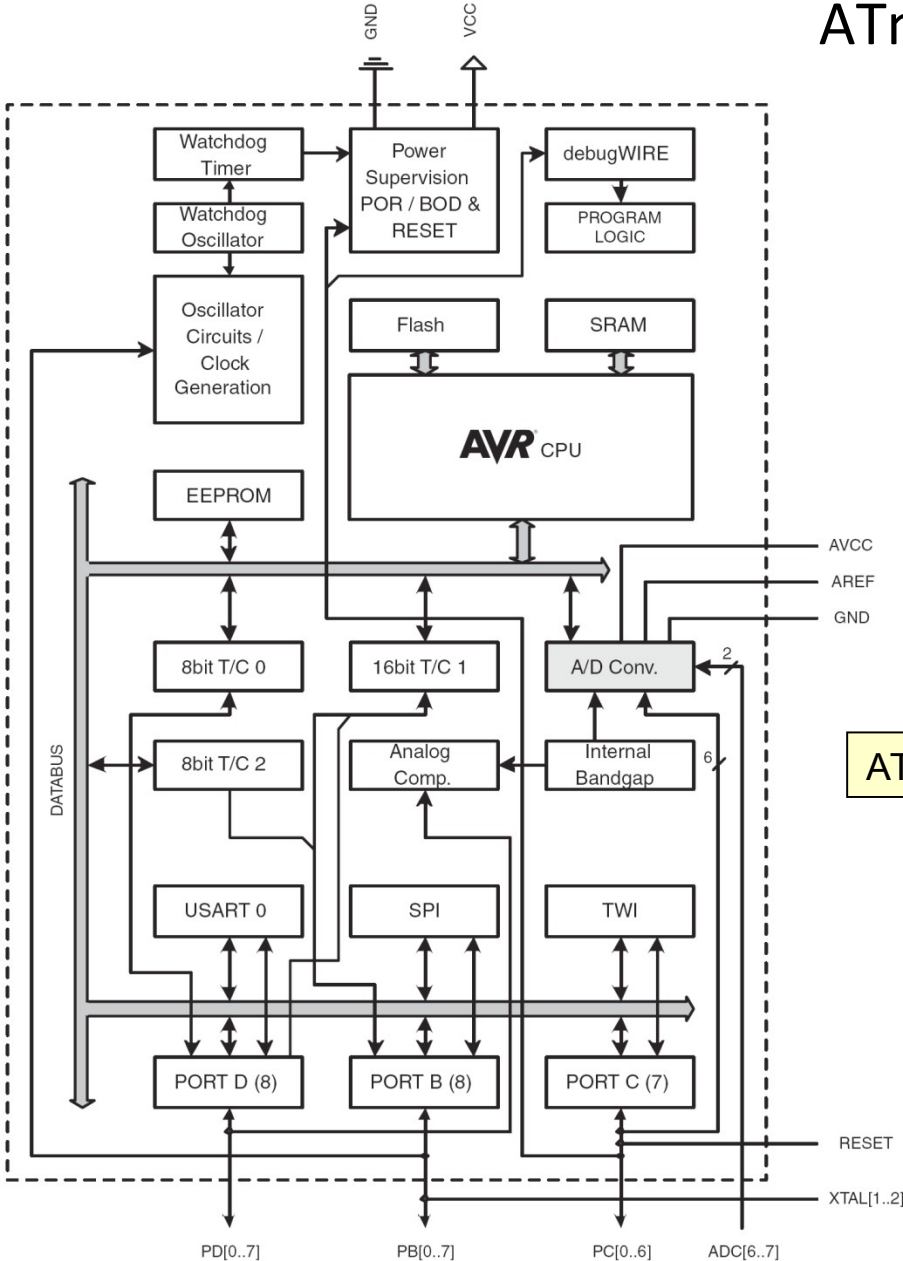 GND
VCC
ATm
Watchdog
Timer
Power
Supervision
POR / BOD &
RESET
debugWIRE
Watchdog
Oscillator
PROGRAM
LOGIC
Oscillator
Circuits /
Clock
Generation
Flash
SRAM
AVR® CPU
EEPROM
AVCC
AREF
GND
8bit T/C 0
16bit T/C 1
A/D Conv.
2
DATABUS
8bit T/C 2
Analog
Comp.
Internal
Bandgap
6
AT
USART 0
SPI
TWI
PORT D (8)
PORT B (8)
PORT C (7)
RESET
XTAL[1..2]
PD[0..7]
PB[0..7]
PC[0..6]
ADC[6..7]